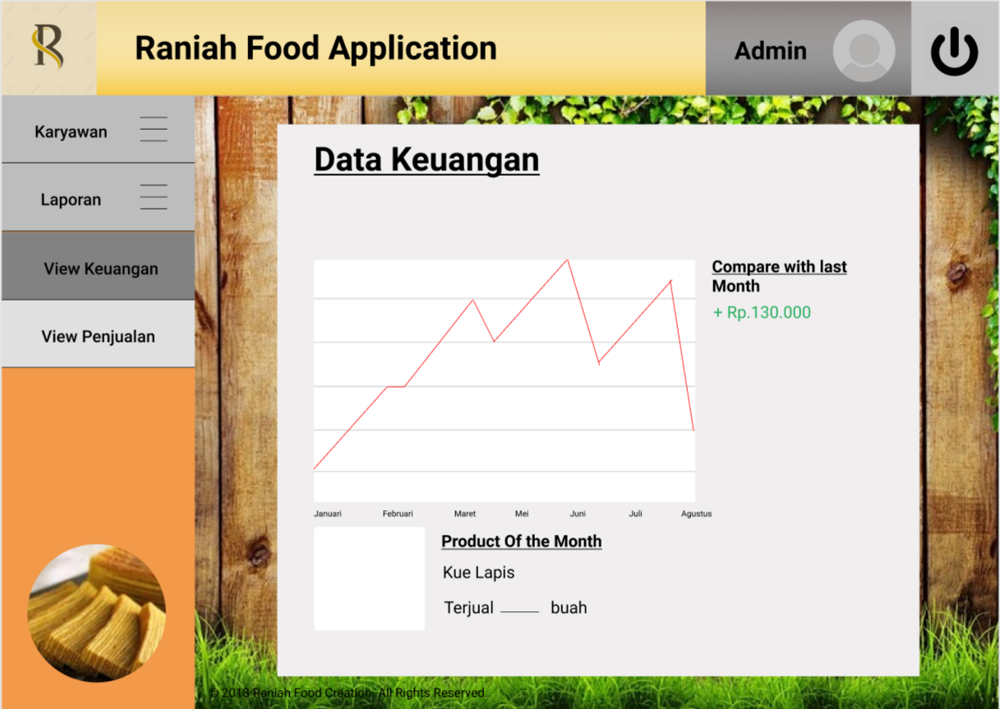 R
Raniah Food Application
Admin
Karyawan
Laporan
View Keuangan
View Penjualan
Data Keuangan
Compare with last
Month
+ Rp.130.000
Januari Februari Maret Mei Juni Juli Agustus
Product Of the Month
Kue Lapis
Terjual _____ buah
© 2018 Raniah Food Creation. All Rights Reserved.